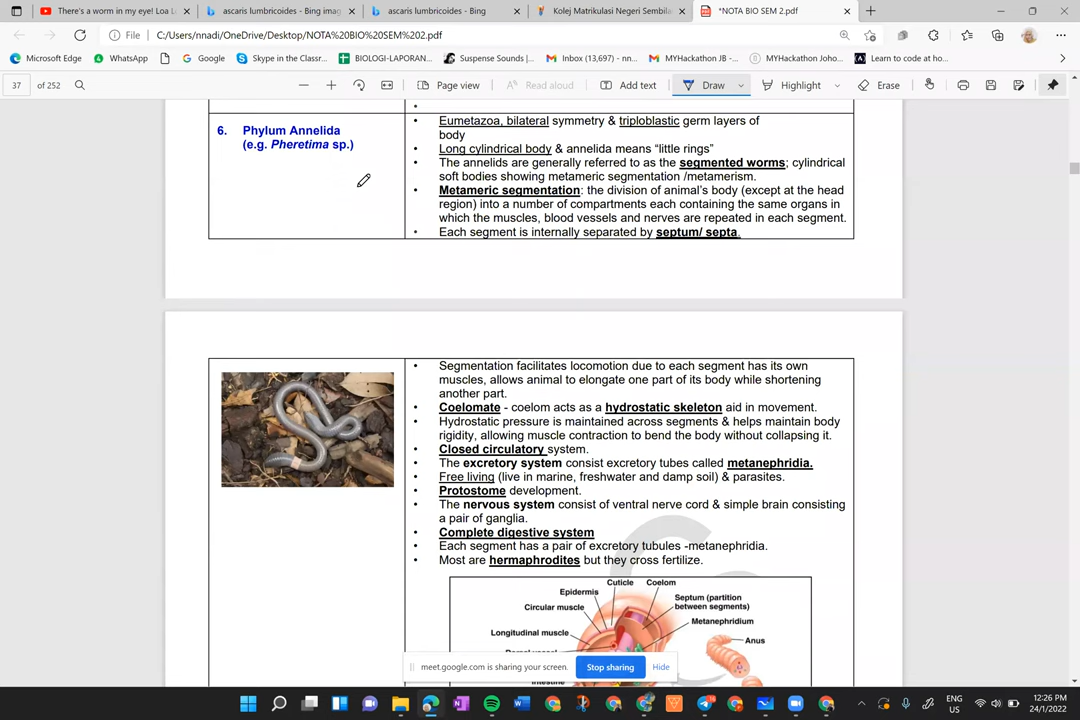 There's a worm in my eye! Loa L
ascaris lumbricoides - Bing imag
ascaris lumbricoides - Bing
Kolej Matrikulasi Negeri Sembilan
*NOTA BIO SEM 2.pdf
File
C:/Users/nnadi/OneDrive/Desktop/NOTA%20BIO%20SEM%202.pdf
Microsoft Edge
WhatsApp
Google
Skype in the Classr...
BIOLOGI-LAPORAN...
Suspense Sounds |...
Inbox (13,697) - nn...
MYHackathon JB -...
MYHackathon Joho...
Learn to code at ho...
37 of 252
Page view
Read aloud
Add text
Draw
Highlight
Erase
6. Phylum Annelida
(e.g. Pheretima sp.)
• Eumetazoa, bilateral symmetry & triploblastic germ layers of
body
• Long cylindrical body & annelida means “little rings”
• The annelids are generally referred to as the segmented worms; cylindrical
soft bodies showing metameric segmentation /metamerism.
• Metameric segmentation: the division of animal’s body (except at the head
region) into a number of compartments each containing the same organs in
which the muscles, blood vessels and nerves are repeated in each segment.
• Each segment is internally separated by septum/ septa.
• Segmentation facilitates locomotion due to each segment has its own
muscles, allows animal to elongate one part of its body while shortening
another part.
• Coelomate - coelom acts as a hydrostatic skeleton aid in movement.
• Hydrostatic pressure is maintained across segments & helps maintain body
rigidity, allowing muscle contraction to bend the body without collapsing it.
• Closed circulatory system.
• The excretory system consist excretory tubes called metanephridia.
• Free living (live in marine, freshwater and damp soil) & parasites.
• Protostome development.
• The nervous system consist of ventral nerve cord & simple brain consisting
a pair of ganglia.
• Complete digestive system
• Each segment has a pair of excretory tubules -metanephridia.
• Most are hermaphrodites but they cross fertilize.
Cuticle
Coelom
Epidermis
Septum (partition
between segments)
Circular muscle
Metanephridium
Longitudinal muscle
Anus
meet.google.com is sharing your screen.
Stop sharing
Hide
ENG
US
12:26 PM
24/1/2022